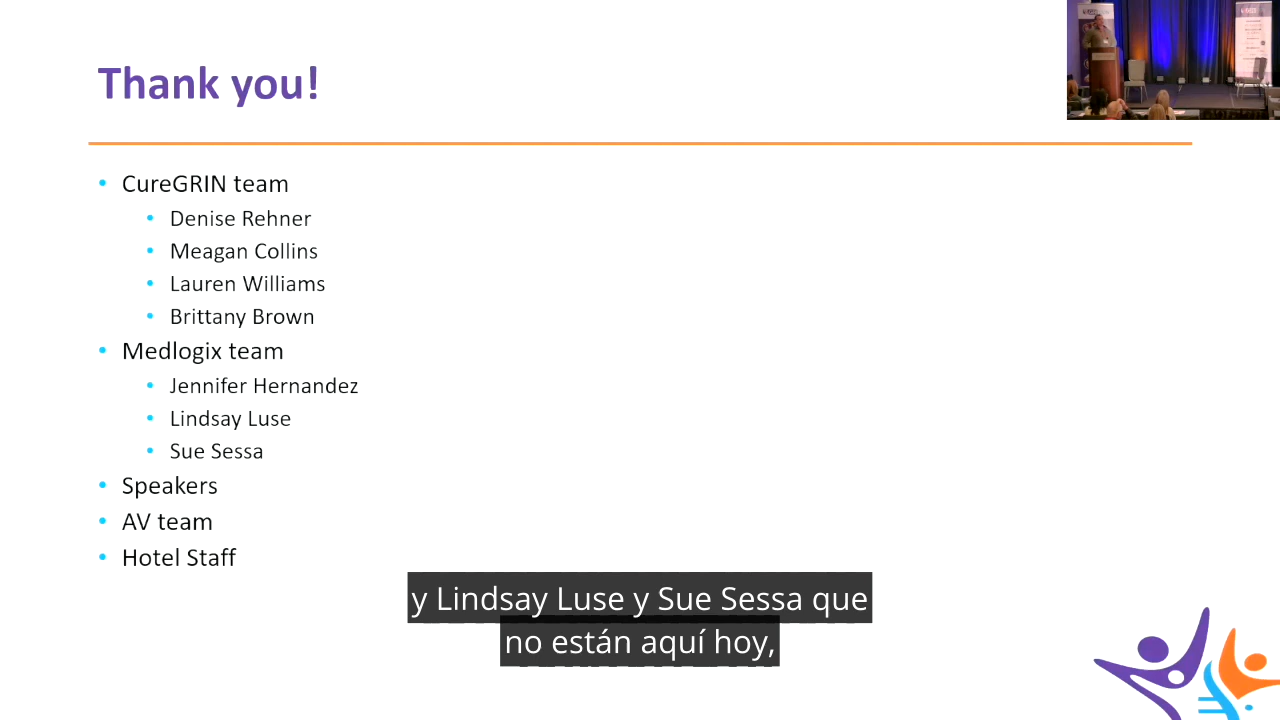 Thank you!
CureGRIN team
Denise Rehner
Meagan Collins
Lauren Williams
Brittany Brown
Medlogix team
Jennifer Hernandez
Lindsay Luse
Sue Sessa
Speakers
AV team
Hotel Staff
y Lindsay Luse y Sue Sessa que
no están aquí hoy,